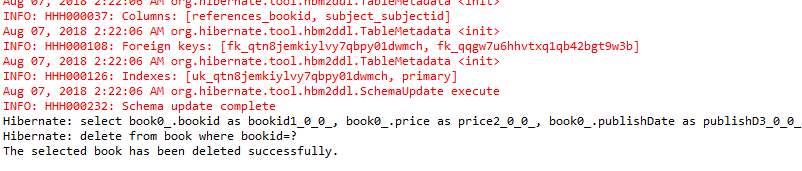 Aug 07, 2018 2:22:06 AM org.hibernate.tool.hbm2ddl.TableMetadata <init>
INFO: HHH000037: Columns: [references_bookid, subject_subjectid]
Aug 07, 2018 2:22:06 AM org.hibernate.tool.hbm2ddl.TableMetadata <init>
INFO: HHH000108: Foreign keys: [fk_qtn8jemkiylvy7qbpy01dwmch, fk_qqgw7u6hhvtxq1qb42bgt9w3b]
Aug 07, 2018 2:22:06 AM org.hibernate.tool.hbm2ddl.TableMetadata <init>
INFO: HHH000126: Indexes: [uk_qtn8jemkiylvy7qbpy01dwmch, primary]
Aug 07, 2018 2:22:06 AM org.hibernate.tool.hbm2ddl.SchemaUpdate execute
INFO: HHH000232: Schema update complete
Hibernate: select book0_.bookid as bookid1_0_0_, book0_.price as price2_0_0_, book0_.publishDate as publishD3_0_0_
Hibernate: delete from book where bookid=?
The selected book has been deleted successfully.